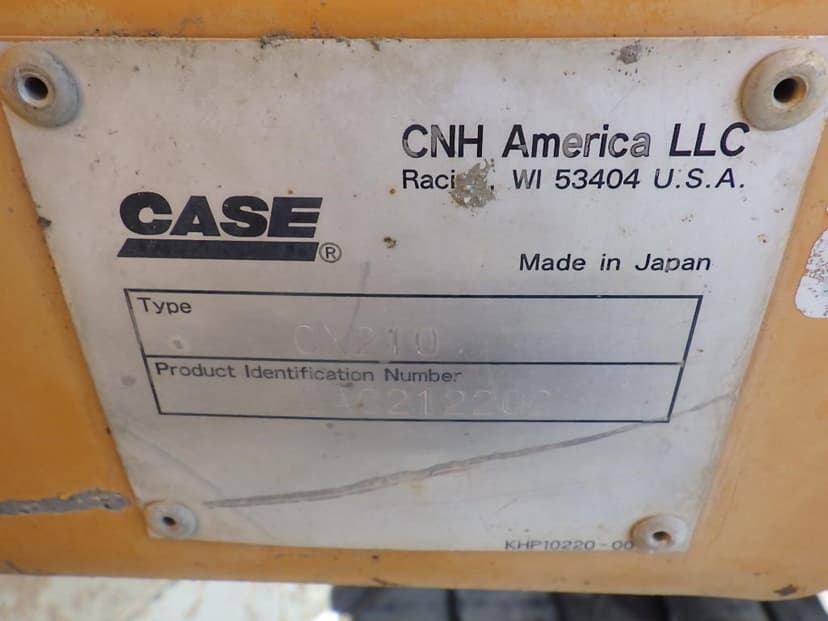 CNH America LLC
WI 53404 U.S.A.
CASE®
Made in Japan
Type
CX210
Product Identification Number
KHP10220-00